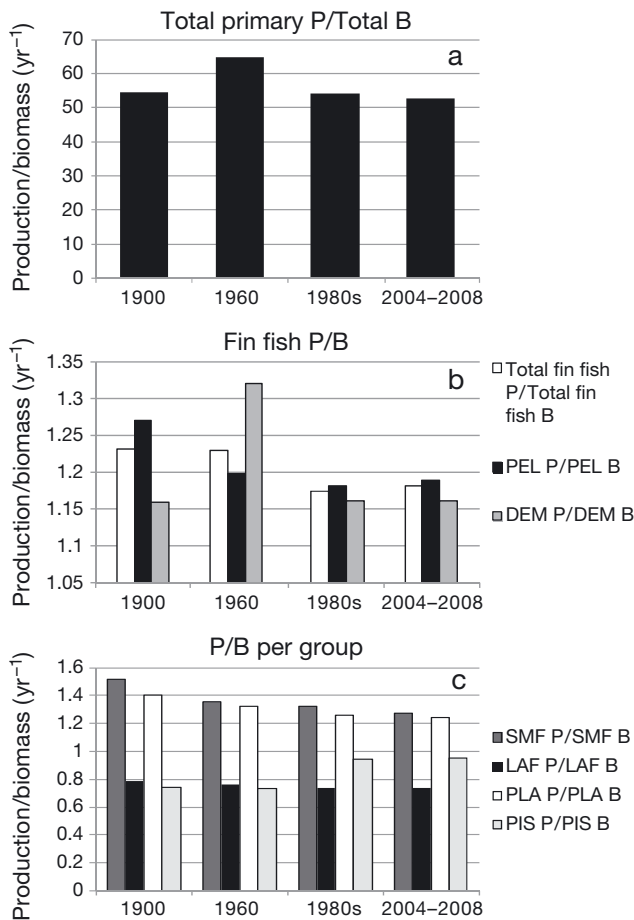 Total primary P/Total B
Production/biomass (yr⁻¹)
70
60
50
40
30
20
10
0
a
1900
1960
1980s
2004–2008
Fin fish P/B
Production/biomass (yr⁻¹)
1.35
1.3
1.25
1.2
1.15
1.1
1.05
b
1900
1960
1980s
2004–2008
Total fin fish
P/Total fin
fish B
PEL P/PEL B
DEM P/DEM B
P/B per group
Production/biomass (yr⁻¹)
1.6
1.4
1.2
1
0.8
0.6
0.4
0.2
0
c
1900
1960
1980s
2004–2008
SMF P/SMF B
LAF P/LAF B
PLA P/PLA B
PIS P/PIS B